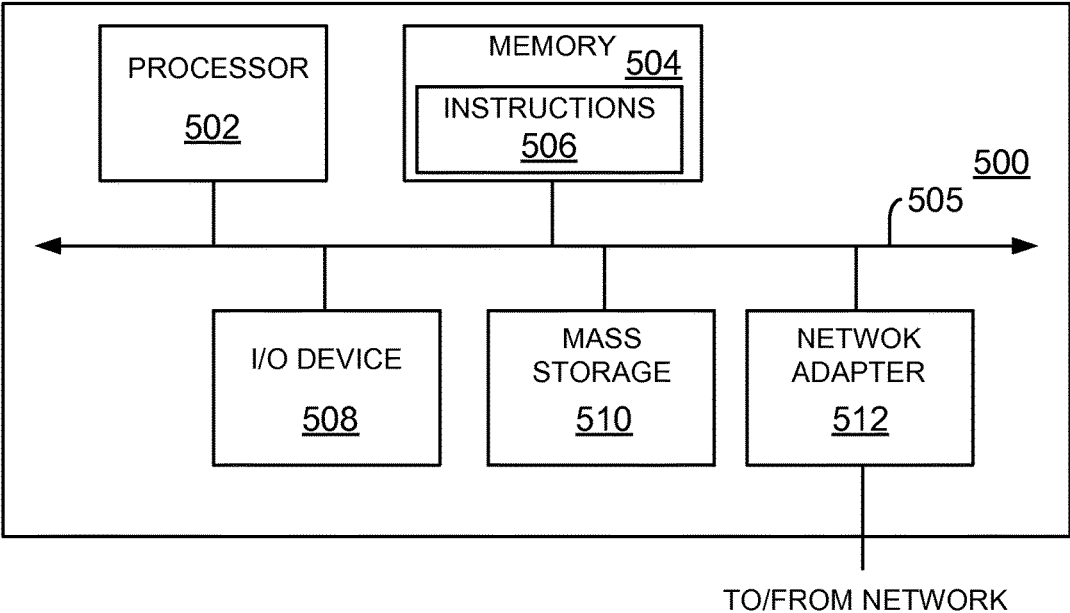 PROCESSOR
502
MEMORY
504
INSTRUCTIONS
506
500
505
I/O DEVICE
508
MASS
STORAGE
510
NETWOK
ADAPTER
512
TO/FROM NETWORK